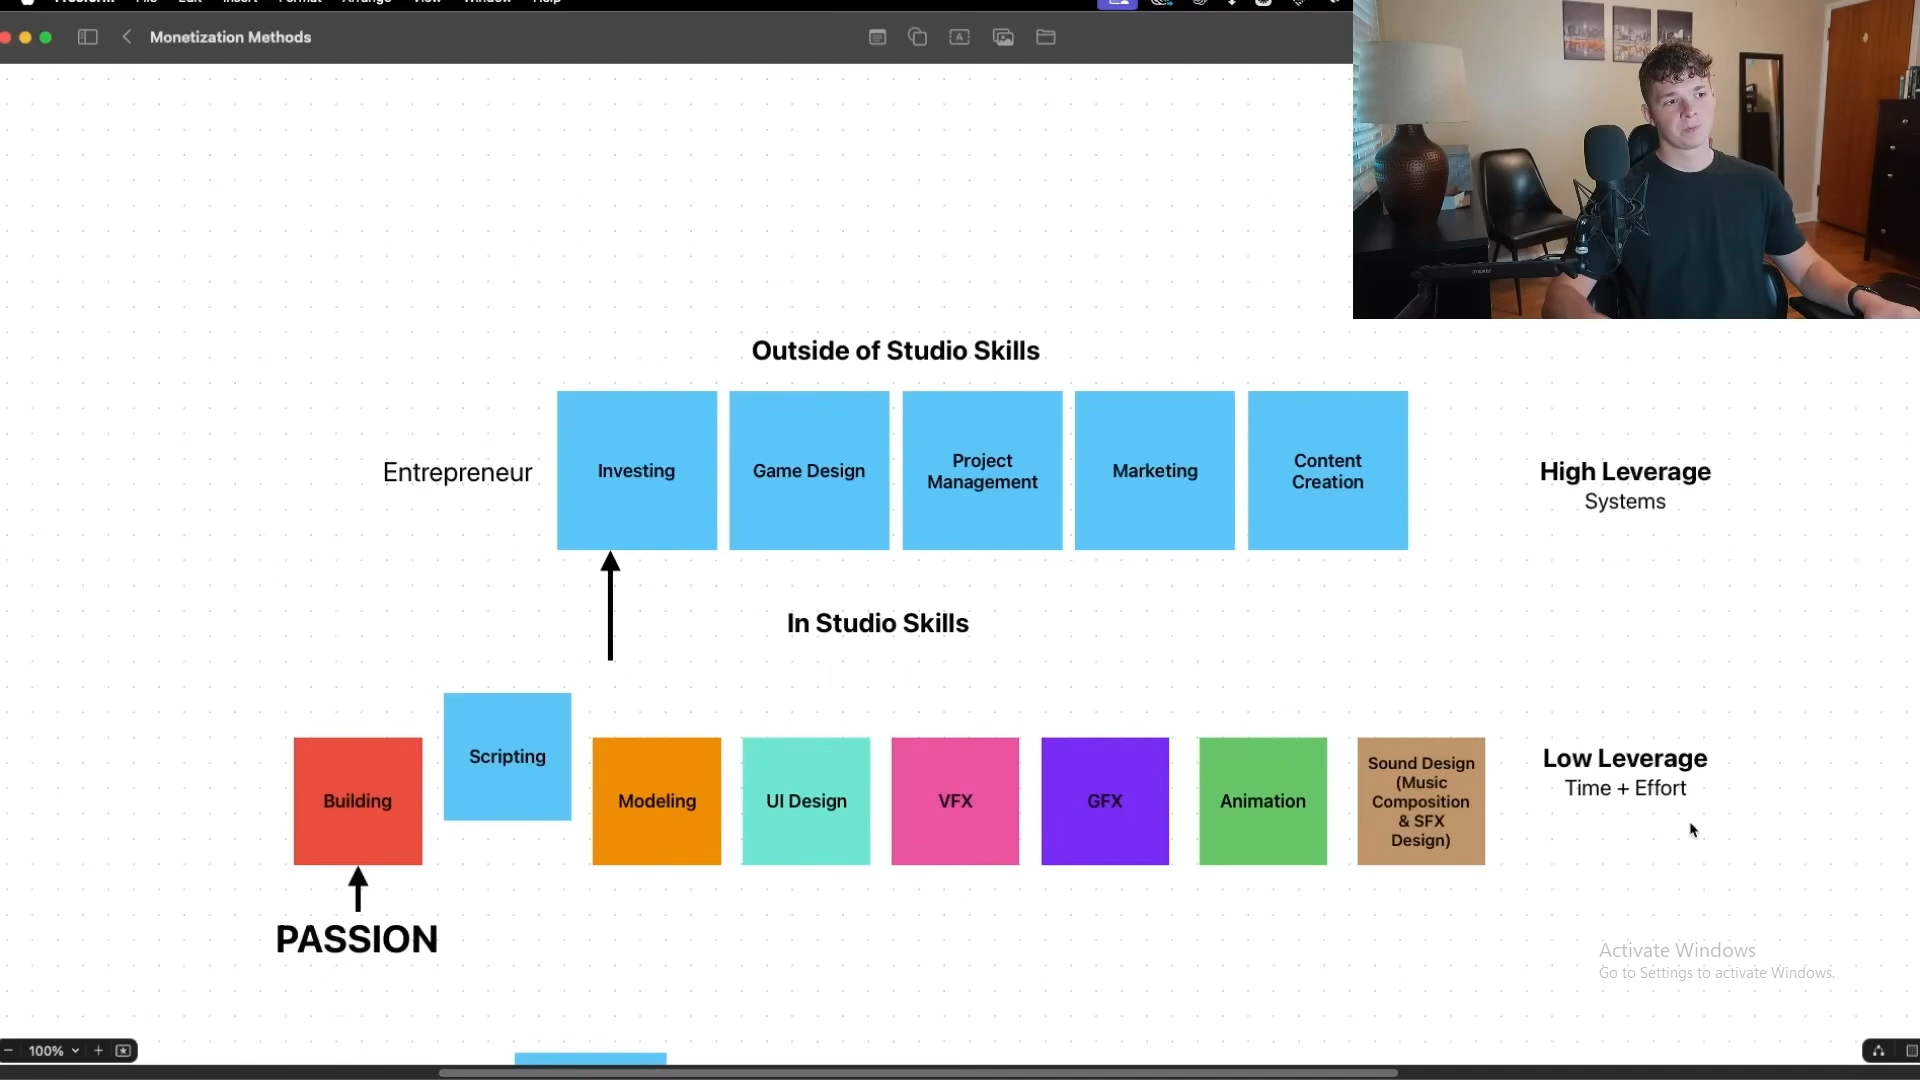 Monetization Methods
Outside of Studio Skills
Entrepreneur
Investing
Game Design
Project
Management
Marketing
Content
Creation
High Leverage
Systems
In Studio Skills
Building
Scripting
Modeling
UI Design
VFX
GFX
Animation
Sound Design
(Music
Composition
& SFX
Design)
Low Leverage
Time + Effort
PASSION
Activate Windows
Go to Settings to activate Windows.
100%